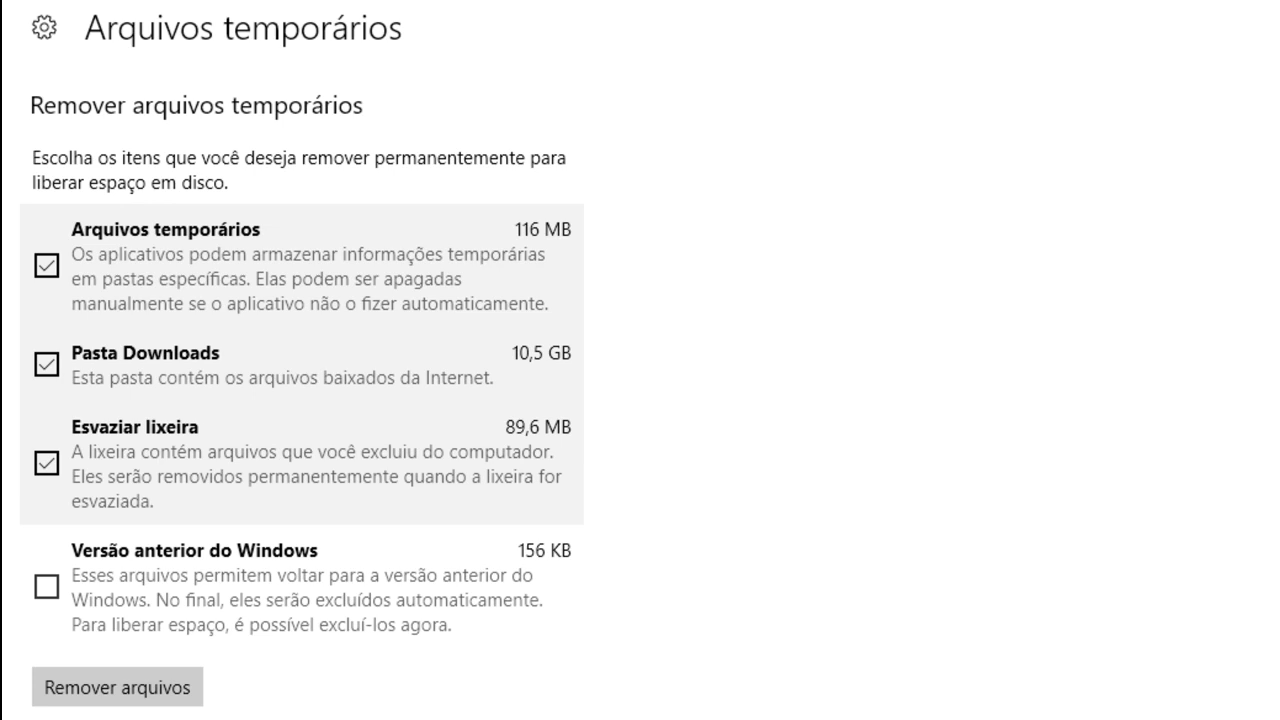 Arquivos temporários
Remover arquivos temporários
Escolha os itens que você deseja remover permanentemente para
liberar espaço em disco.
Arquivos temporários 116 MB
Os aplicativos podem armazenar informações temporárias
em pastas específicas. Elas podem ser apagadas
manualmente se o aplicativo não o fizer automaticamente.
Pasta Downloads 10,5 GB
Esta pasta contém os arquivos baixados da Internet.
Esvaziar lixeira 89,6 MB
A lixeira contém arquivos que você excluiu do computador.
Eles serão removidos permanentemente quando a lixeira for
esvaziada.
Versão anterior do Windows 156 KB
Esses arquivos permitem voltar para a versão anterior do
Windows. No final, eles serão excluídos automaticamente.
Para liberar espaço, é possível excluí-los agora.
Remover arquivos